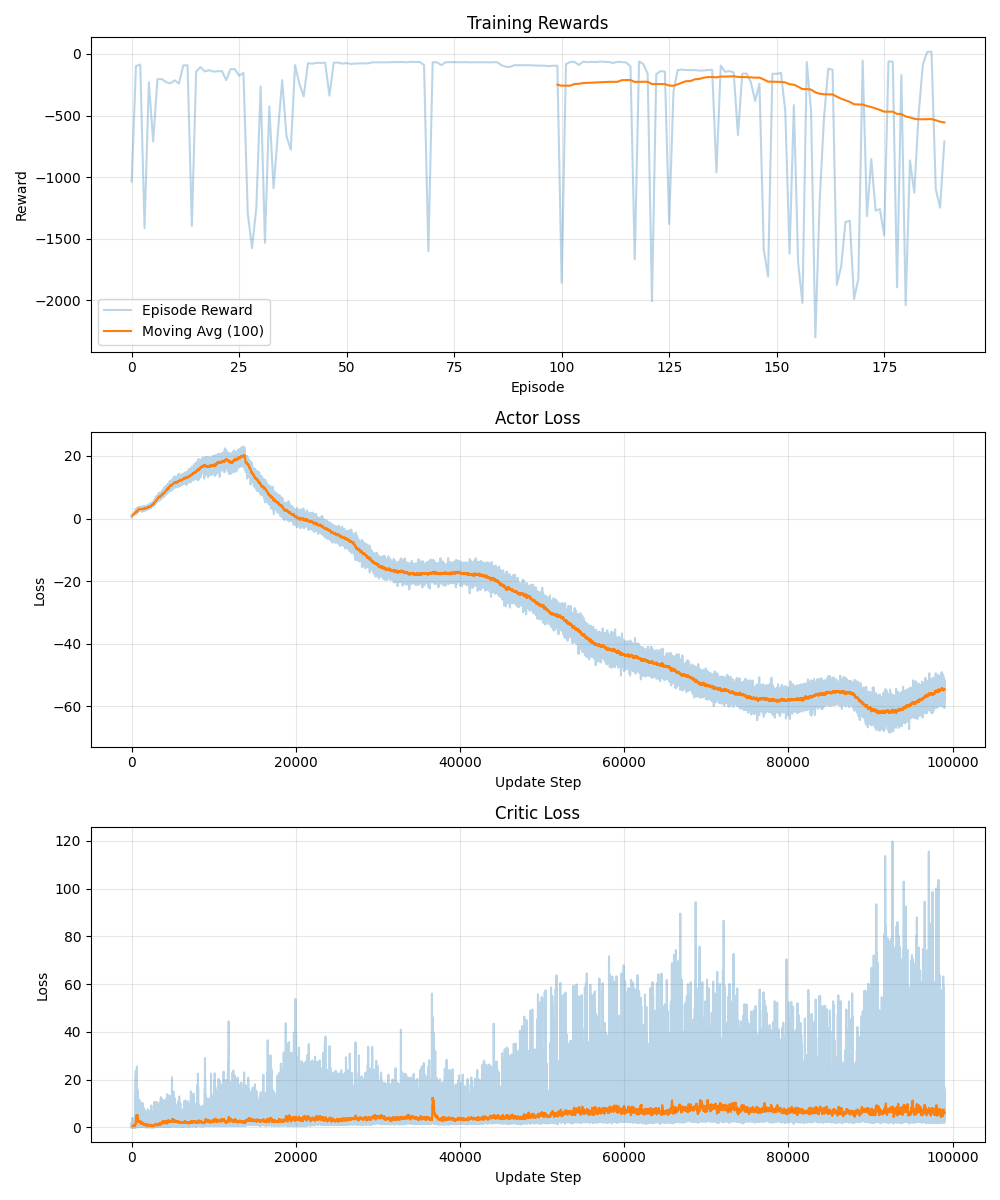 Training Rewards
0
−500
−1000
−1500
−2000
Reward
Episode Reward
Moving Avg (100)
0 25 50 75 100 125 150 175
Episode
Actor Loss
20
0
−20
−40
−60
Loss
0 20000 40000 60000 80000 100000
Update Step
Critic Loss
120
100
80
60
40
20
0
Loss
0 20000 40000 60000 80000 100000
Update Step